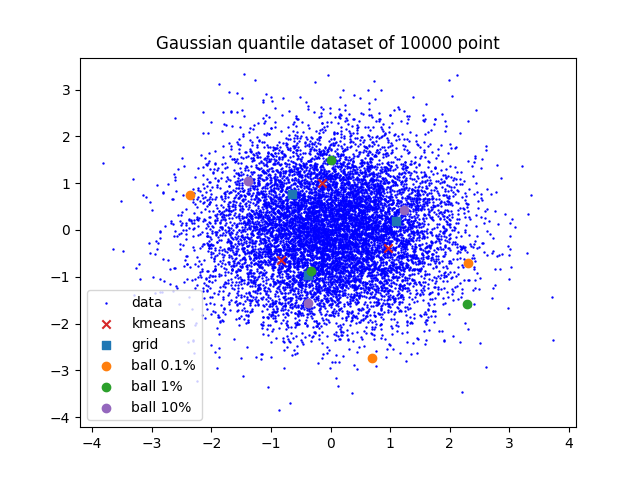 Gaussian quantile dataset of 10000 point
3
2
1
0
−1
−2
−3
−4
data
kmeans
grid
ball 0.1%
ball 1%
ball 10%
−4 −3 −2 −1 0 1 2 3 4